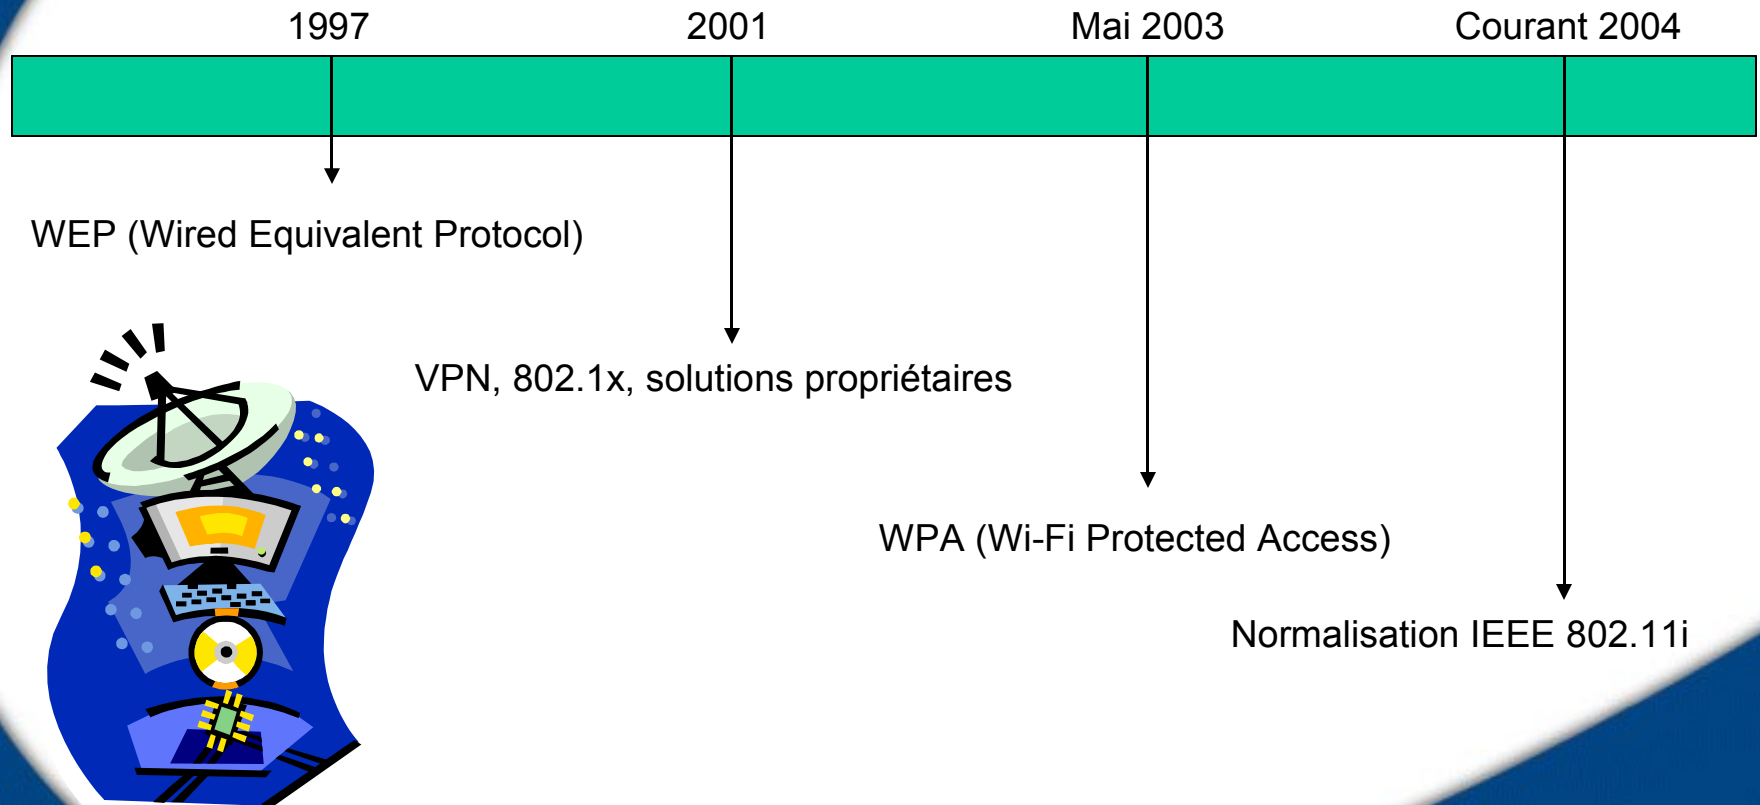 1997
2001
Mai 2003
Courant 2004
WEP (Wired Equivalent Protocol)
VPN, 802.1x, solutions propriétaires
WPA (Wi-Fi Protected Access)
Normalisation IEEE 802.11i